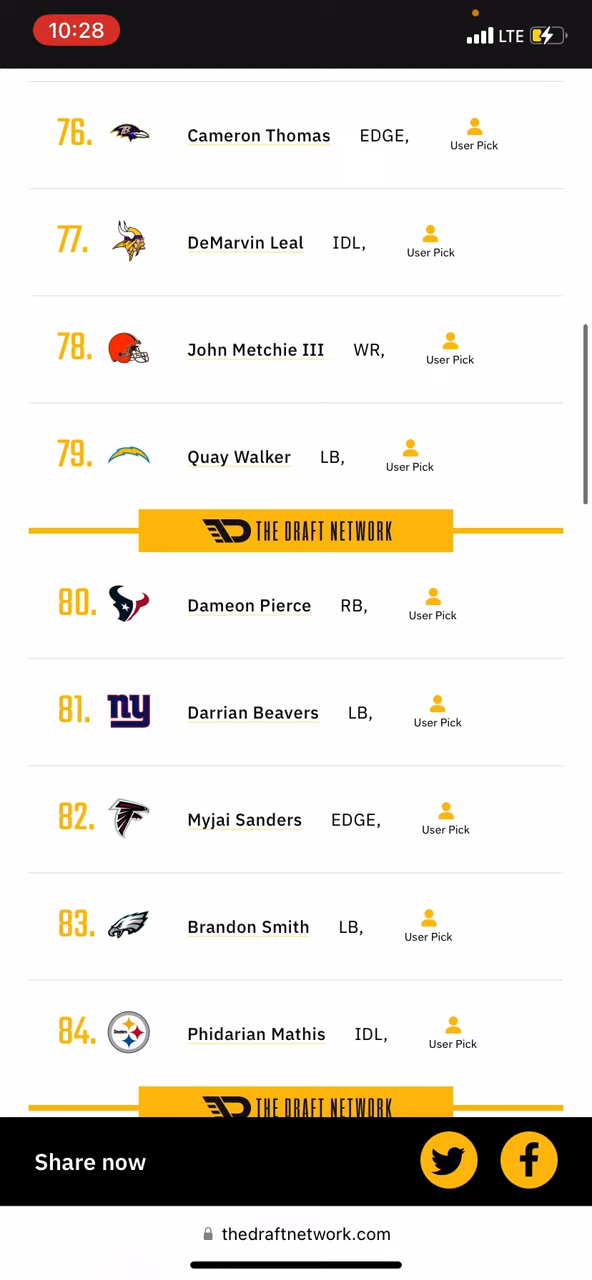 10:28
LTE
76. Cameron Thomas EDGE, User Pick
77. DeMarvin Leal IDL, User Pick
78. John Metchie III WR, User Pick
79. Quay Walker LB, User Pick
THE DRAFT NETWORK
80. Dameon Pierce RB, User Pick
81. ny Darrian Beavers LB, User Pick
82. Myjai Sanders EDGE, User Pick
83. Brandon Smith LB, User Pick
84. Steelers Phidarian Mathis IDL, User Pick
THE DRAFT NETWORK
Share now
thedraftnetwork.com